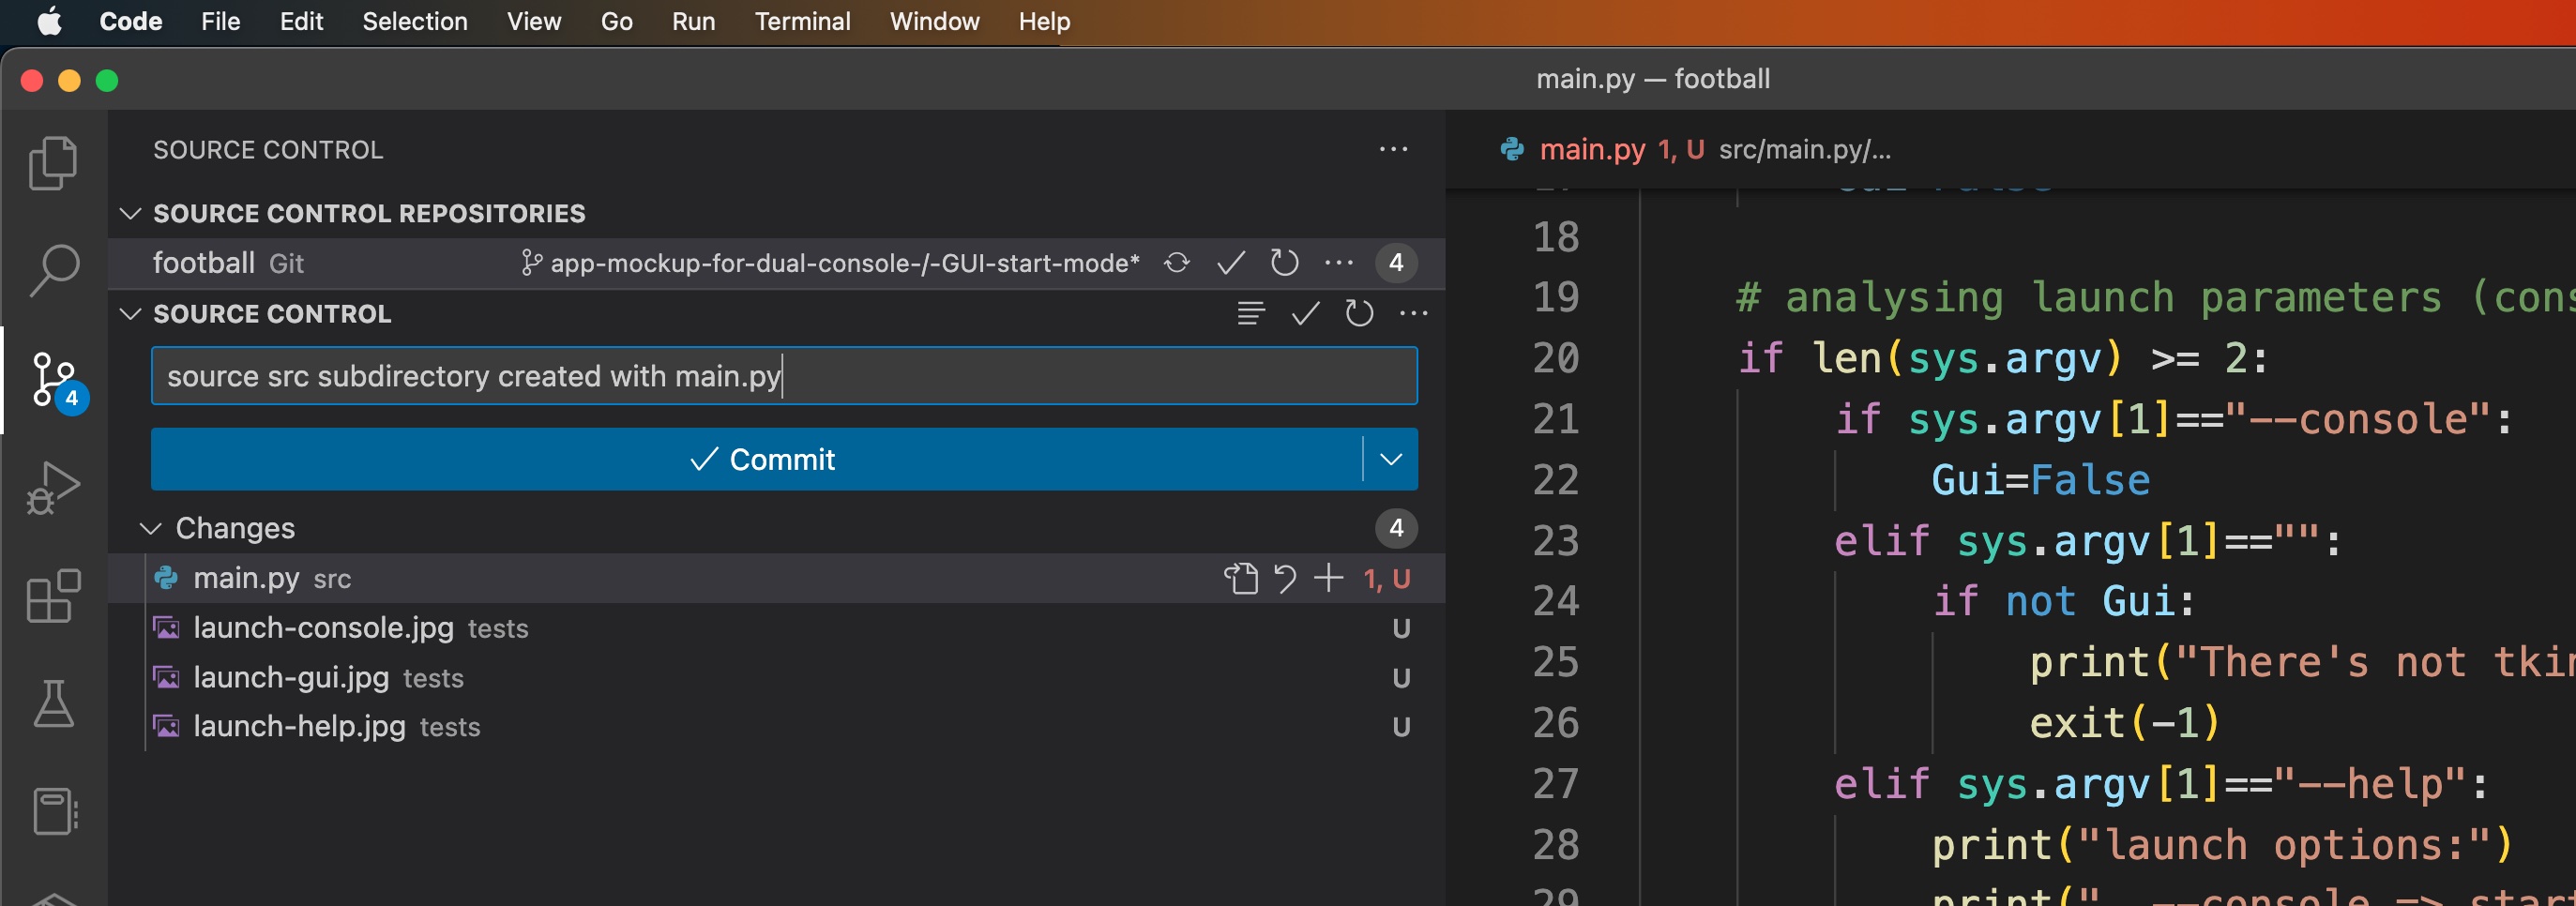 Code File Edit Selection View Go Run Terminal Window Help
main.py — football
SOURCE CONTROL
SOURCE CONTROL REPOSITORIES
football Git app-mockup-for-dual-console-/-GUI-start-mode* 4
SOURCE CONTROL
source src subdirectory created with main.py
Commit
Changes 4
main.py src 1, U
launch-console.jpg tests U
launch-gui.jpg tests U
launch-help.jpg tests U
4
main.py 1, U src/main.py/...
18
19 # analysing launch parameters (cons
20 if len(sys.argv) >= 2:
21 if sys.argv[1]=="--console":
22 Gui=False
23 elif sys.argv[1]=="":
24 if not Gui:
25 print("There's not tkin
26 exit(-1)
27 elif sys.argv[1]=="--help":
28 print("launch options:")
29 print(" --console => star